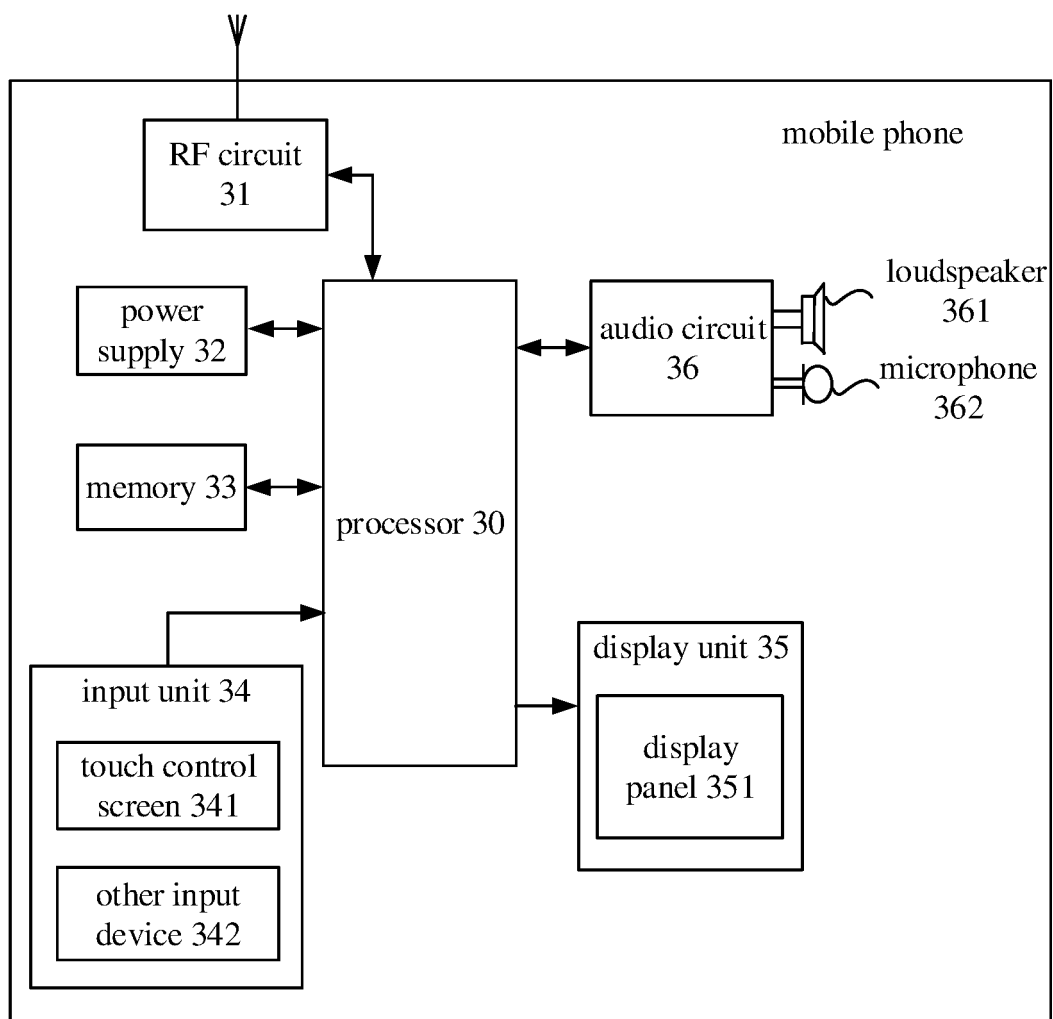 RF circuit
31
mobile phone
power
supply 32
memory 33
processor 30
audio circuit
36
loudspeaker
361
microphone
362
input unit 34
touch control
screen 341
other input
device 342
display unit 35
display
panel 351